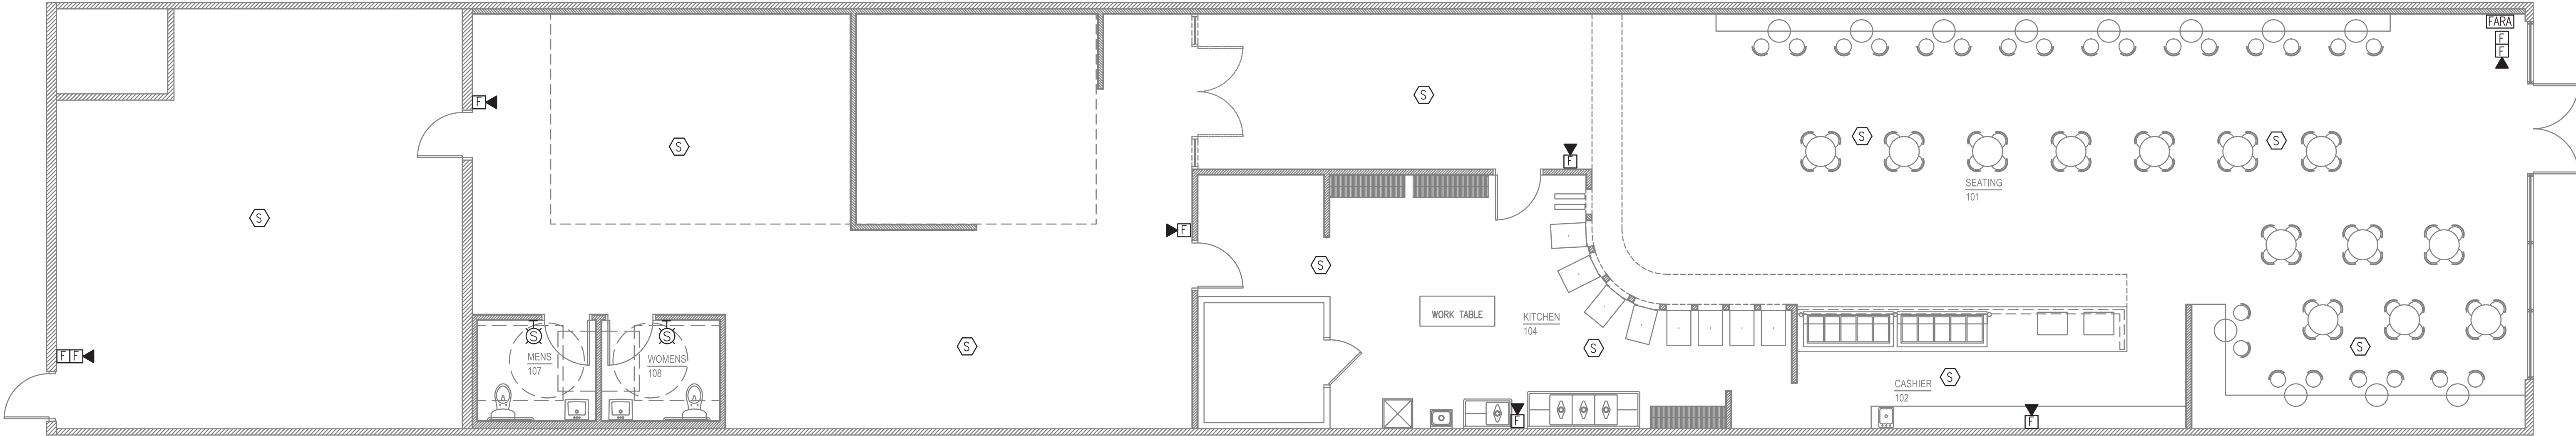 FARA
F
F
F
S
S
S
S
S
F
SEATING
101
F
S
S
WORK TABLE
KITCHEN
104
S
S
S
S
S
MENS
107
WOMENS
108
F F
CASHIER
102
S
F
F